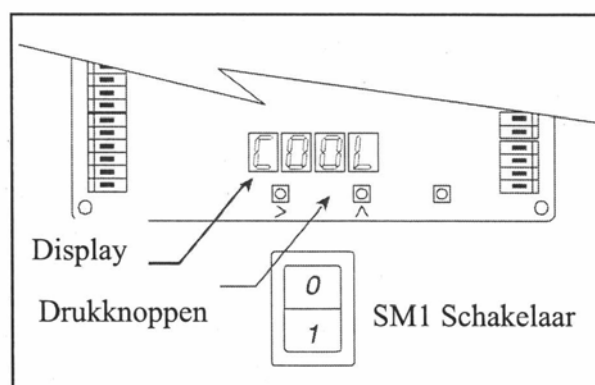 COOL
> ^
Display
Drukknoppen
0
1
SM1 Schakelaar